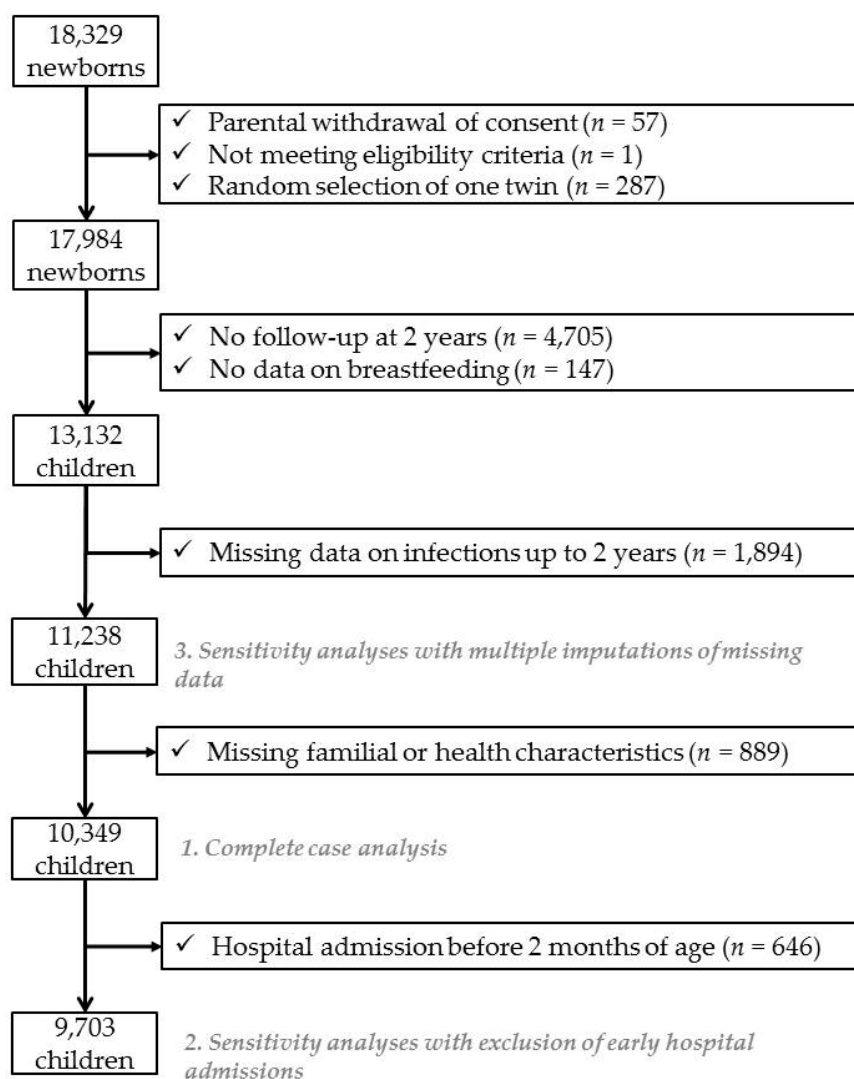 18,329
newborns
✓ Parental withdrawal of consent (n = 57)
✓ Not meeting eligibility criteria (n = 1)
✓ Random selection of one twin (n = 287)
17,984
newborns
✓ No follow-up at 2 years (n = 4,705)
✓ No data on breastfeeding (n = 147)
13,132
children
✓ Missing data on infections up to 2 years (n = 1,894)
11,238
children
3. Sensitivity analyses with multiple imputations of missing
data
✓ Missing familial or health characteristics (n = 889)
10,349
children
1. Complete case analysis
✓ Hospital admission before 2 months of age (n = 646)
9,703
children
2. Sensitivity analyses with exclusion of early hospital
admissions